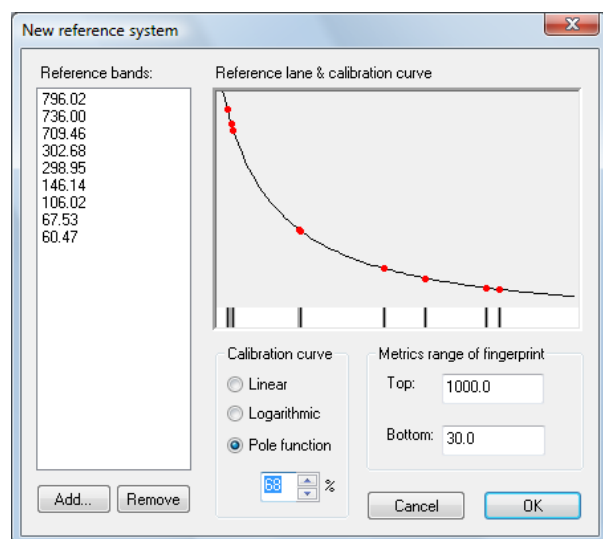 New reference system
Reference bands:
796.02
736.00
709.46
302.68
298.95
146.14
106.02
67.53
60.47
Add...
Remove
Reference lane & calibration curve
Calibration curve
Linear
Logarithmic
Pole function
68 %
Metrics range of fingerprint
Top: 1000.0
Bottom: 30.0
Cancel
OK